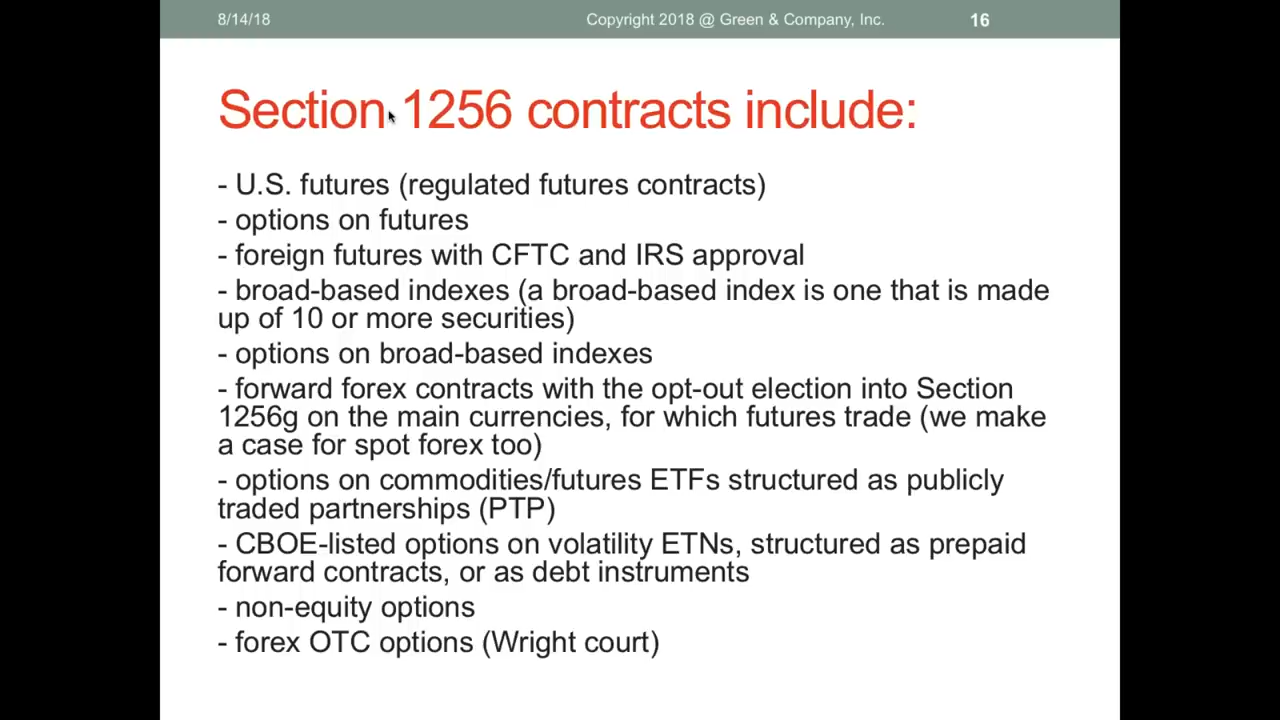 8/14/18 Copyright 2018 @ Green & Company, Inc. 16
Section 1256 contracts include:
- U.S. futures (regulated futures contracts)
- options on futures
- foreign futures with CFTC and IRS approval
- broad-based indexes (a broad-based index is one that is made
up of 10 or more securities)
- options on broad-based indexes
- forward forex contracts with the opt-out election into Section
1256g on the main currencies, for which futures trade (we make
a case for spot forex too)
- options on commodities/futures ETFs structured as publicly
traded partnerships (PTP)
- CBOE-listed options on volatility ETNs, structured as prepaid
forward contracts, or as debt instruments
- non-equity options
- forex OTC options (Wright court)